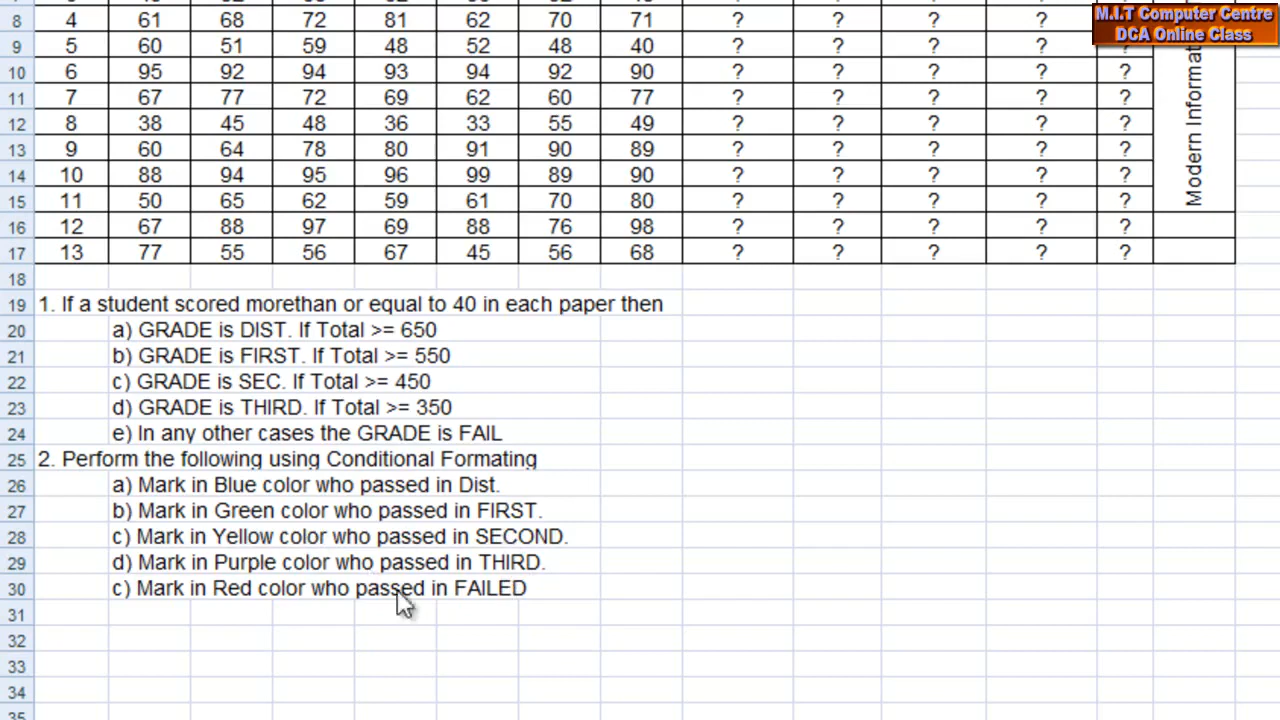 M.I.T Computer Centre
DCA Online Class
8 4 61 68 72 81 62 70 71 ? ? ? ? ?
9 5 60 51 59 48 52 48 40 ? ? ? ? ?
10 6 95 92 94 93 94 92 90 ? ? ? ? ?
11 7 67 77 72 69 62 60 77 ? ? ? ? ?
12 8 38 45 48 36 33 55 49 ? ? ? ? ?
13 9 60 64 78 80 91 90 89 ? ? ? ? ?
14 10 88 94 95 96 99 89 90 ? ? ? ? ?
15 11 50 65 62 59 61 70 80 ? ? ? ? ?
16 12 67 88 97 69 88 76 98 ? ? ? ? ?
17 13 77 55 56 67 45 56 68 ? ? ? ? ?
Modern
18
19 1. If a student scored morethan or equal to 40 in each paper then
20 a) GRADE is DIST. If Total >= 650
21 b) GRADE is FIRST. If Total >= 550
22 c) GRADE is SEC. If Total >= 450
23 d) GRADE is THIRD. If Total >= 350
24 e) In any other cases the GRADE is FAIL
25 2. Perform the following using Conditional Formating
26 a) Mark in Blue color who passed in Dist.
27 b) Mark in Green color who passed in FIRST.
28 c) Mark in Yellow color who passed in SECOND.
29 d) Mark in Purple color who passed in THIRD.
30 c) Mark in Red color who passed in FAILED
31
32
33
34
35